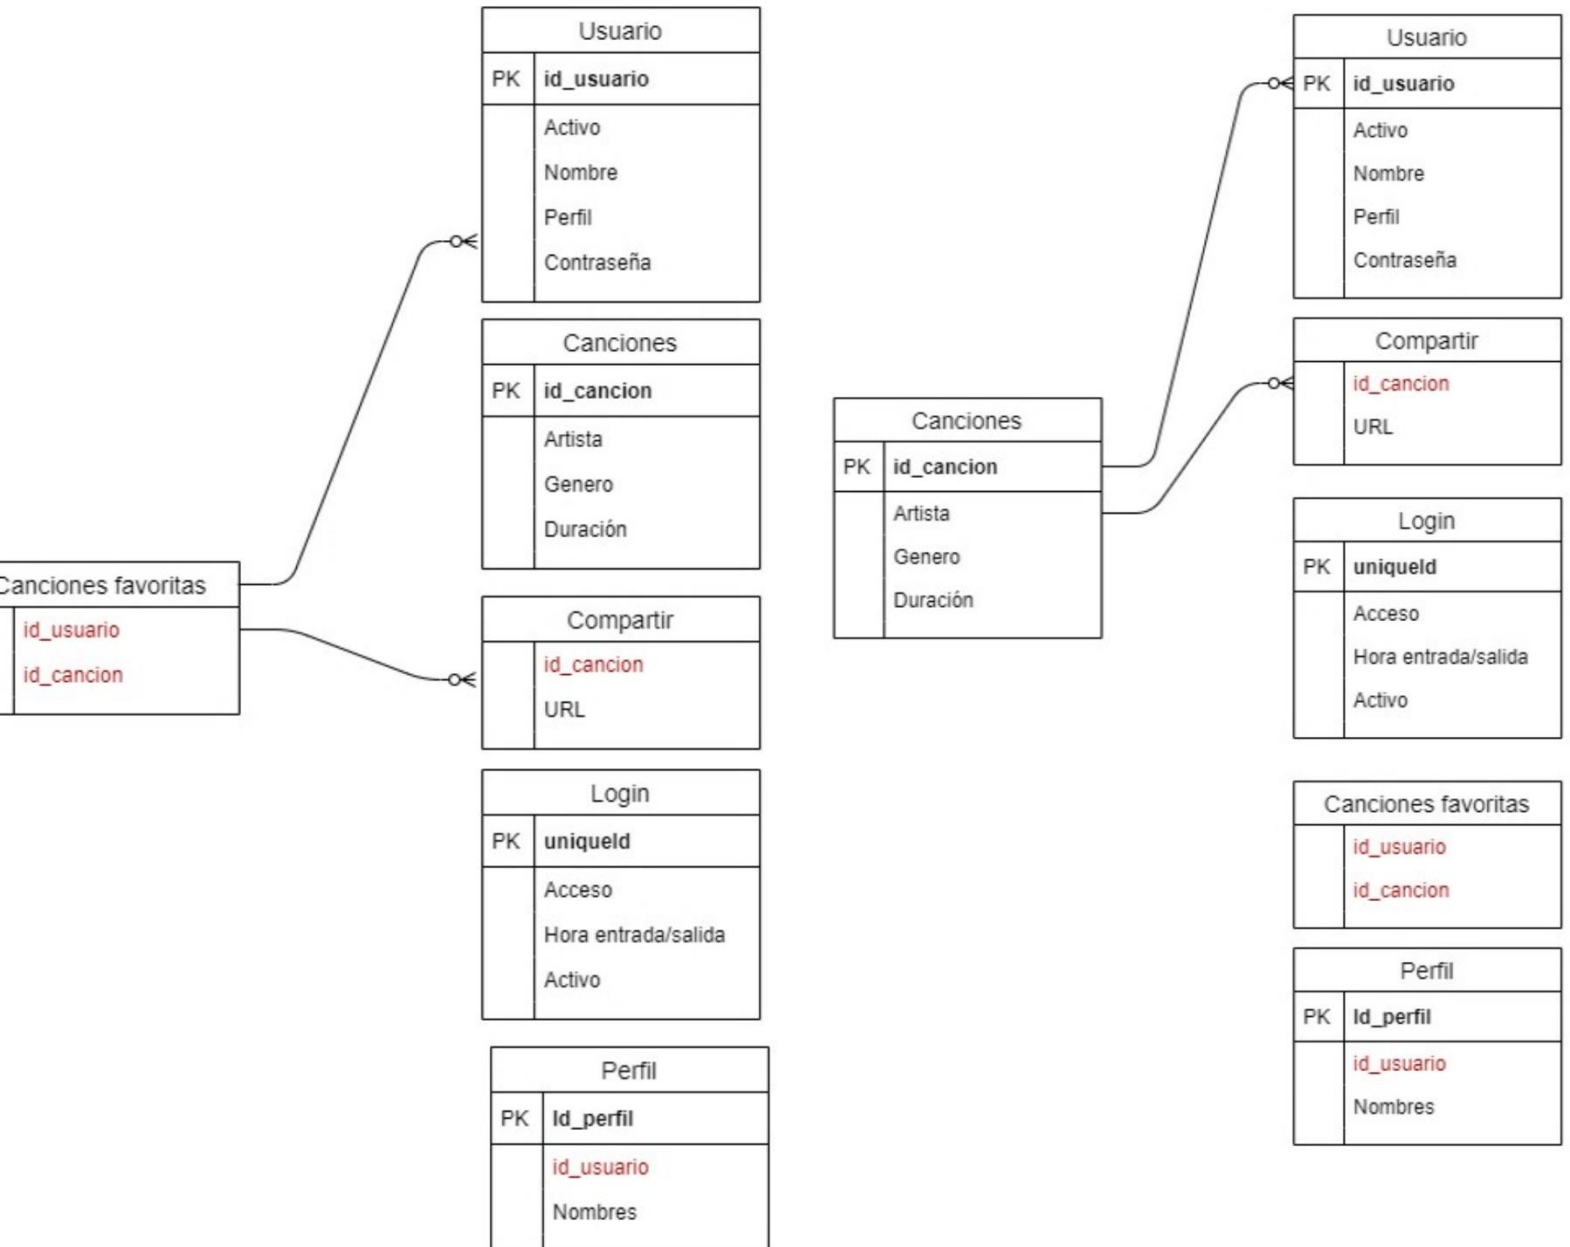 Canciones favoritas
id_usuario
id_cancion
Usuario
PK id_usuario
Activo
Nombre
Perfil
Contraseña
Canciones
PK id_cancion
Artista
Genero
Duración
Compartir
id_cancion
URL
Login
PK uniqueId
Acceso
Hora entrada/salida
Activo
Perfil
PK Id_perfil
id_usuario
Nombres
Canciones
PK id_cancion
Artista
Genero
Duración
Usuario
PK id_usuario
Activo
Nombre
Perfil
Contraseña
Compartir
id_cancion
URL
Login
PK uniqueId
Acceso
Hora entrada/salida
Activo
Canciones favoritas
id_usuario
id_cancion
Perfil
PK Id_perfil
id_usuario
Nombres